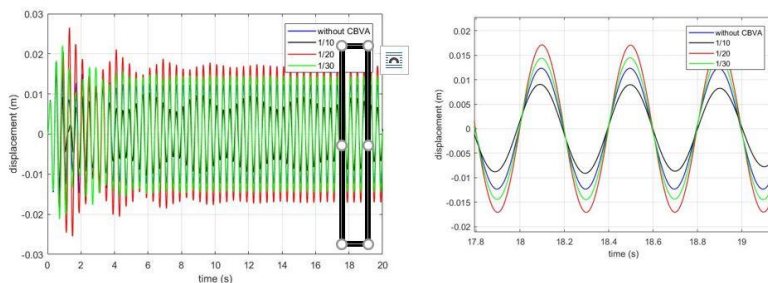 0.03
0.02
0.01
0
-0.01
-0.02
-0.03
displacement (m)
0 2 4 6 8 10 12 14 16 18 20
time (s)
without CBVA
1/10
1/20
1/30
0.02
0.015
0.01
0.005
0
-0.005
-0.01
-0.015
-0.02
displacement (m)
17.8 18 18.2 18.4 18.6 18.8 19
time (s)
without CBVA
1/10
1/20
1/30